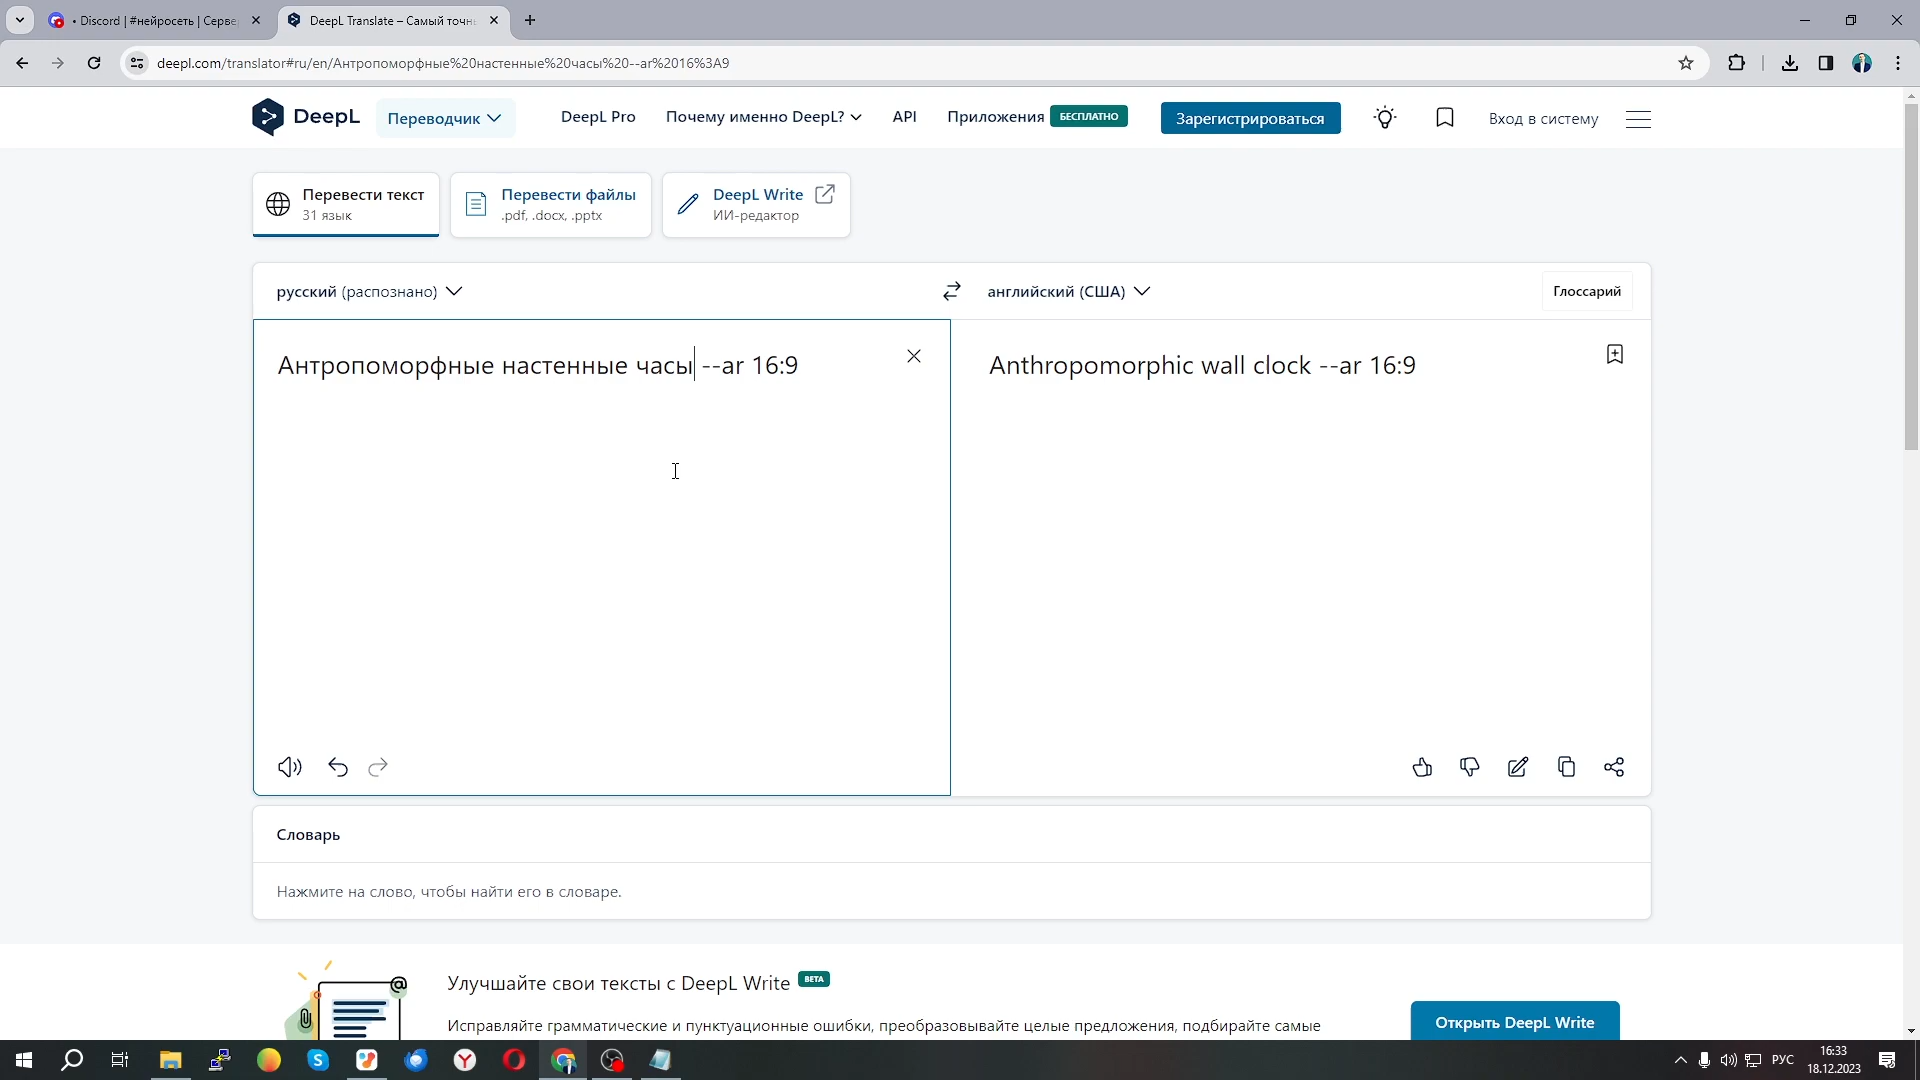 • Discord | #нейросеть | Серве
DeepL Translate – Самый точн
deepl.com/translator#ru/en/Антропоморфные%20настенные%20часы%20--ar%2016%3A9
DeepL
Переводчик
DeepL Pro
Почему именно DeepL?
API
Приложения
БЕСПЛАТНО
Зарегистрироваться
Вход в систему
Перевести текст
31 язык
Перевести файлы
.pdf, .docx, .pptx
DeepL Write
ИИ-редактор
русский (распознано)
английский (США)
Глоссарий
Антропоморфные настенные часы --ar 16:9
Anthropomorphic wall clock --ar 16:9
Словарь
Нажмите на слово, чтобы найти его в словаре.
Улучшайте свои тексты с DeepL Write
BETA
Исправляйте грамматические и пунктуационные ошибки, преобразовывайте целые предложения, подбирайте самые
Открыть DeepL Write
РУС
16:33
18.12.2023